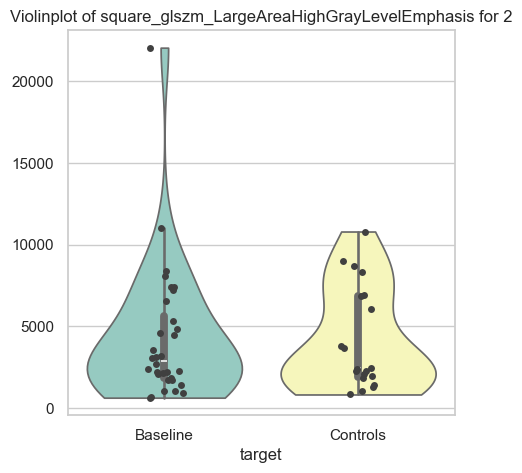 Violinplot of square_glszm_LargeAreaHighGrayLevelEmphasis for 2
20000
15000
10000
5000
0
Baseline Controls
target